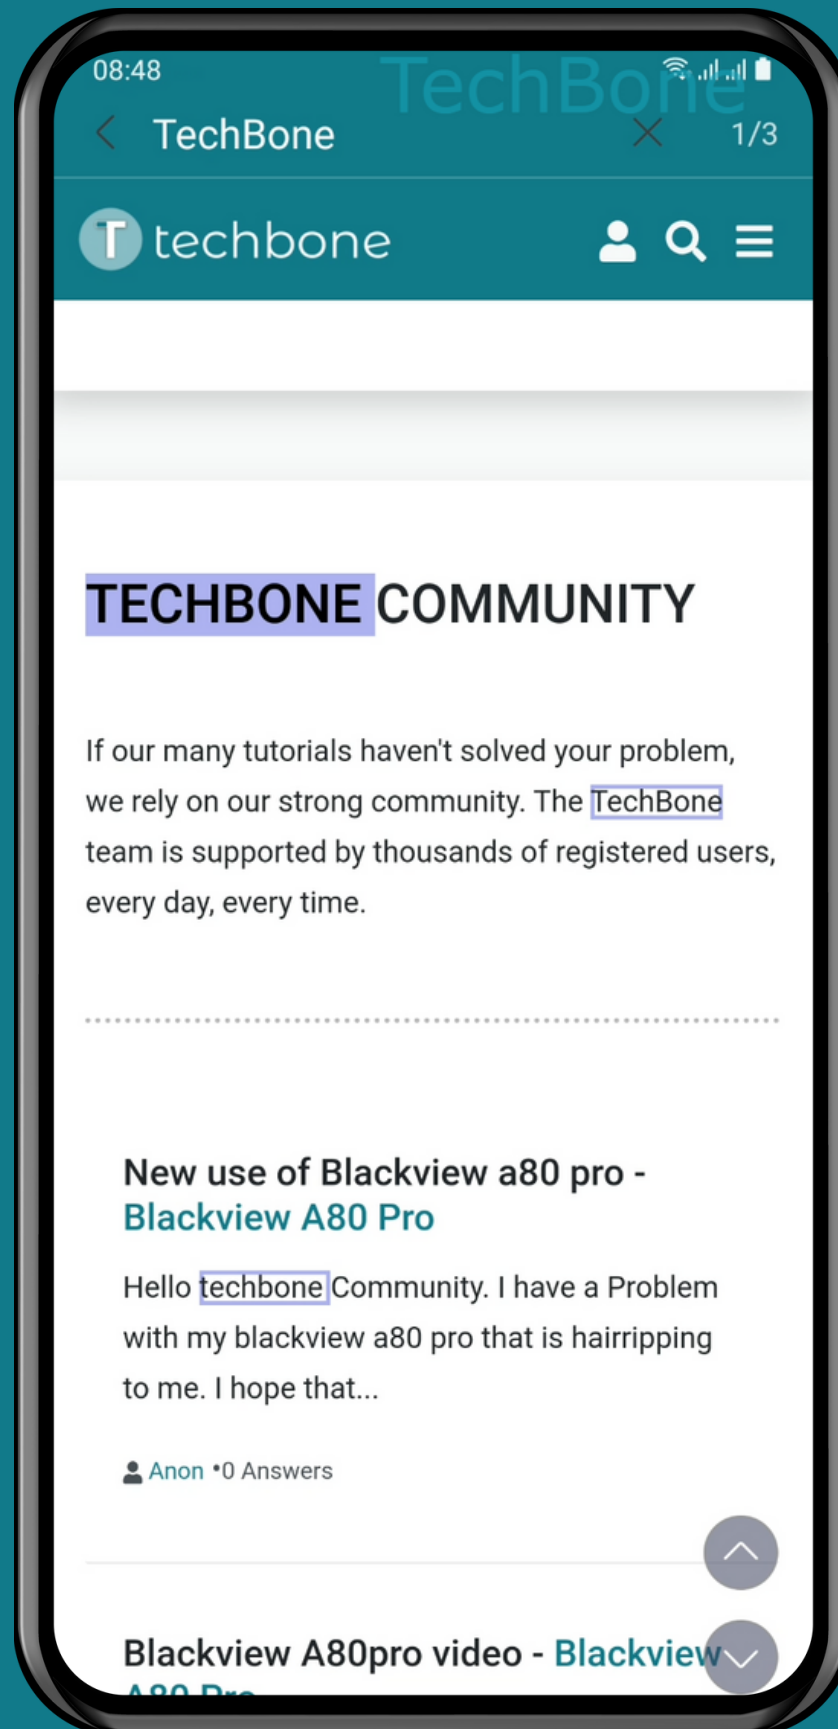 TechBone
08:48
TechBone 1/3
T techbone
TECHBONE COMMUNITY
If our many tutorials haven't solved your problem,
we rely on our strong community. The TechBone
team is supported by thousands of registered users,
every day, every time.
New use of Blackview a80 pro -
Blackview A80 Pro
Hello techbone Community. I have a Problem
with my blackview a80 pro that is hairripping
to me. I hope that...
Anon •0 Answers
Blackview A80pro video - Blackview
A80 Pro